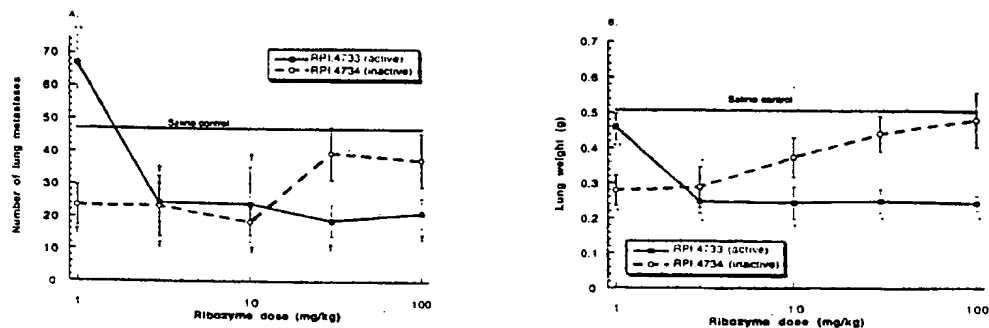 A.
Number of lung metastases
70
60
50
40
30
20
10
0
RPI.4733 (active)
RPI.4734 (inactive)
Saline control
1
10
100
Ribozyme dose (mg/kg)
B.
Lung weight (g)
0.7
0.6
0.5
0.4
0.3
0.2
0.1
0
Saline control
RPI.4733 (active)
RPI.4734 (inactive)
1
10
100
Ribozyme dose (mg/kg)